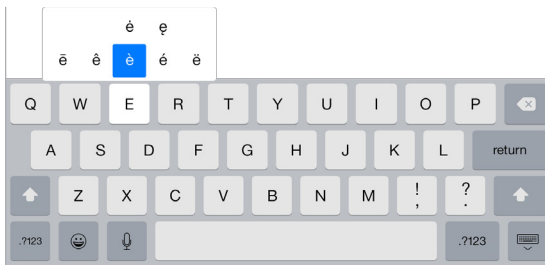 ė ę
ē ê è é ë
Q W E R T Y U I O P
A S D F G H J K L return
Z X C V B N M ! , ? .
.?123 .?123